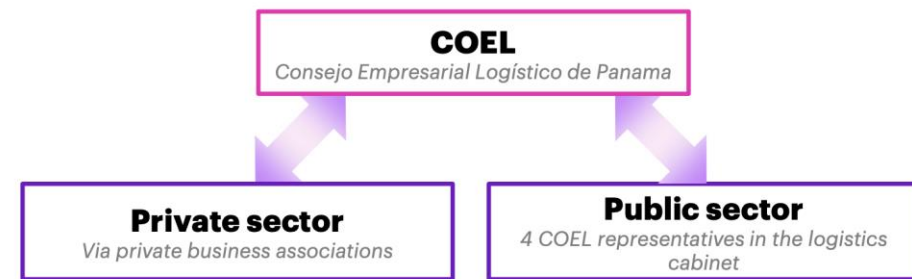 COEL
Consejo Empresarial Logístico de Panama
Private sector
Via private business associations
Public sector
4 COEL representatives in the logistics
cabinet